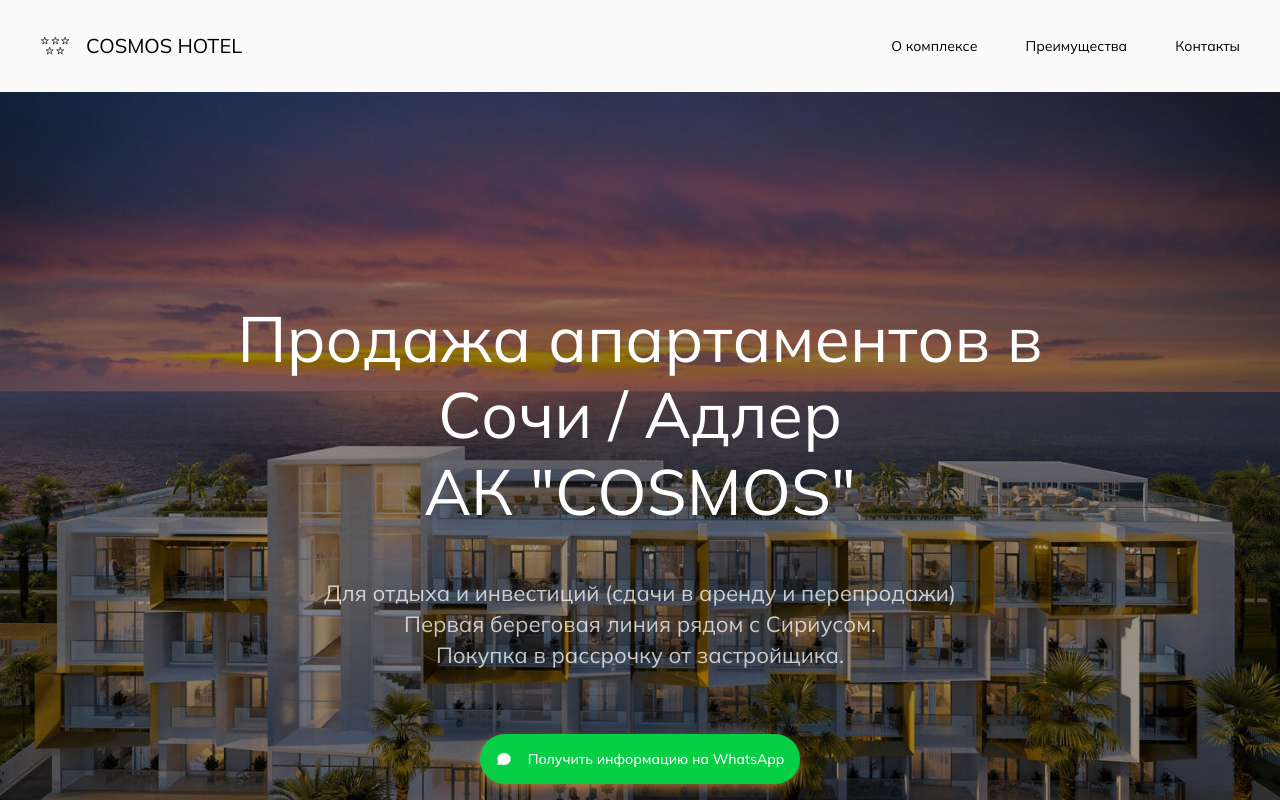 COSMOS HOTEL
О комплексе
Преимущества
Контакты
Продажа апартаментов в
Сочи / Адлер
АК "COSMOS"
Для отдыха и инвестиций (сдачи в аренду и перепродажи)
Первая береговая линия рядом с Сириусом.
Покупка в рассрочку от застройщика.
Получить информацию на WhatsApp